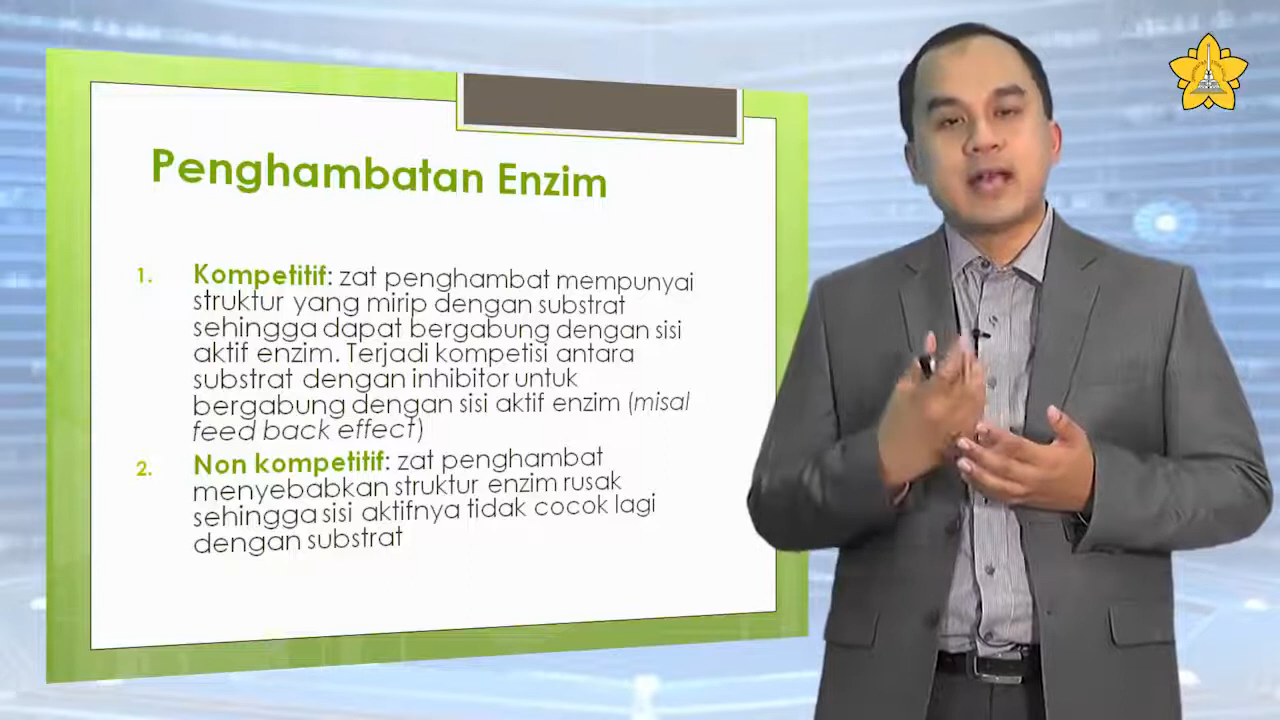 Penghambatan Enzim
1. Kompetitif: zat penghambat mempunyai
struktur yang mirip dengan substrat
sehingga dapat bergabung dengan sisi
aktif enzim. Terjadi kompetisi antara
substrat dengan inhibitor untuk
bergabung dengan sisi aktif enzim (misal
feed back effect)
2. Non kompetitif: zat penghambat
menyebabkan struktur enzim rusak
sehingga sisi aktifnya tidak cocok lagi
dengan substrat